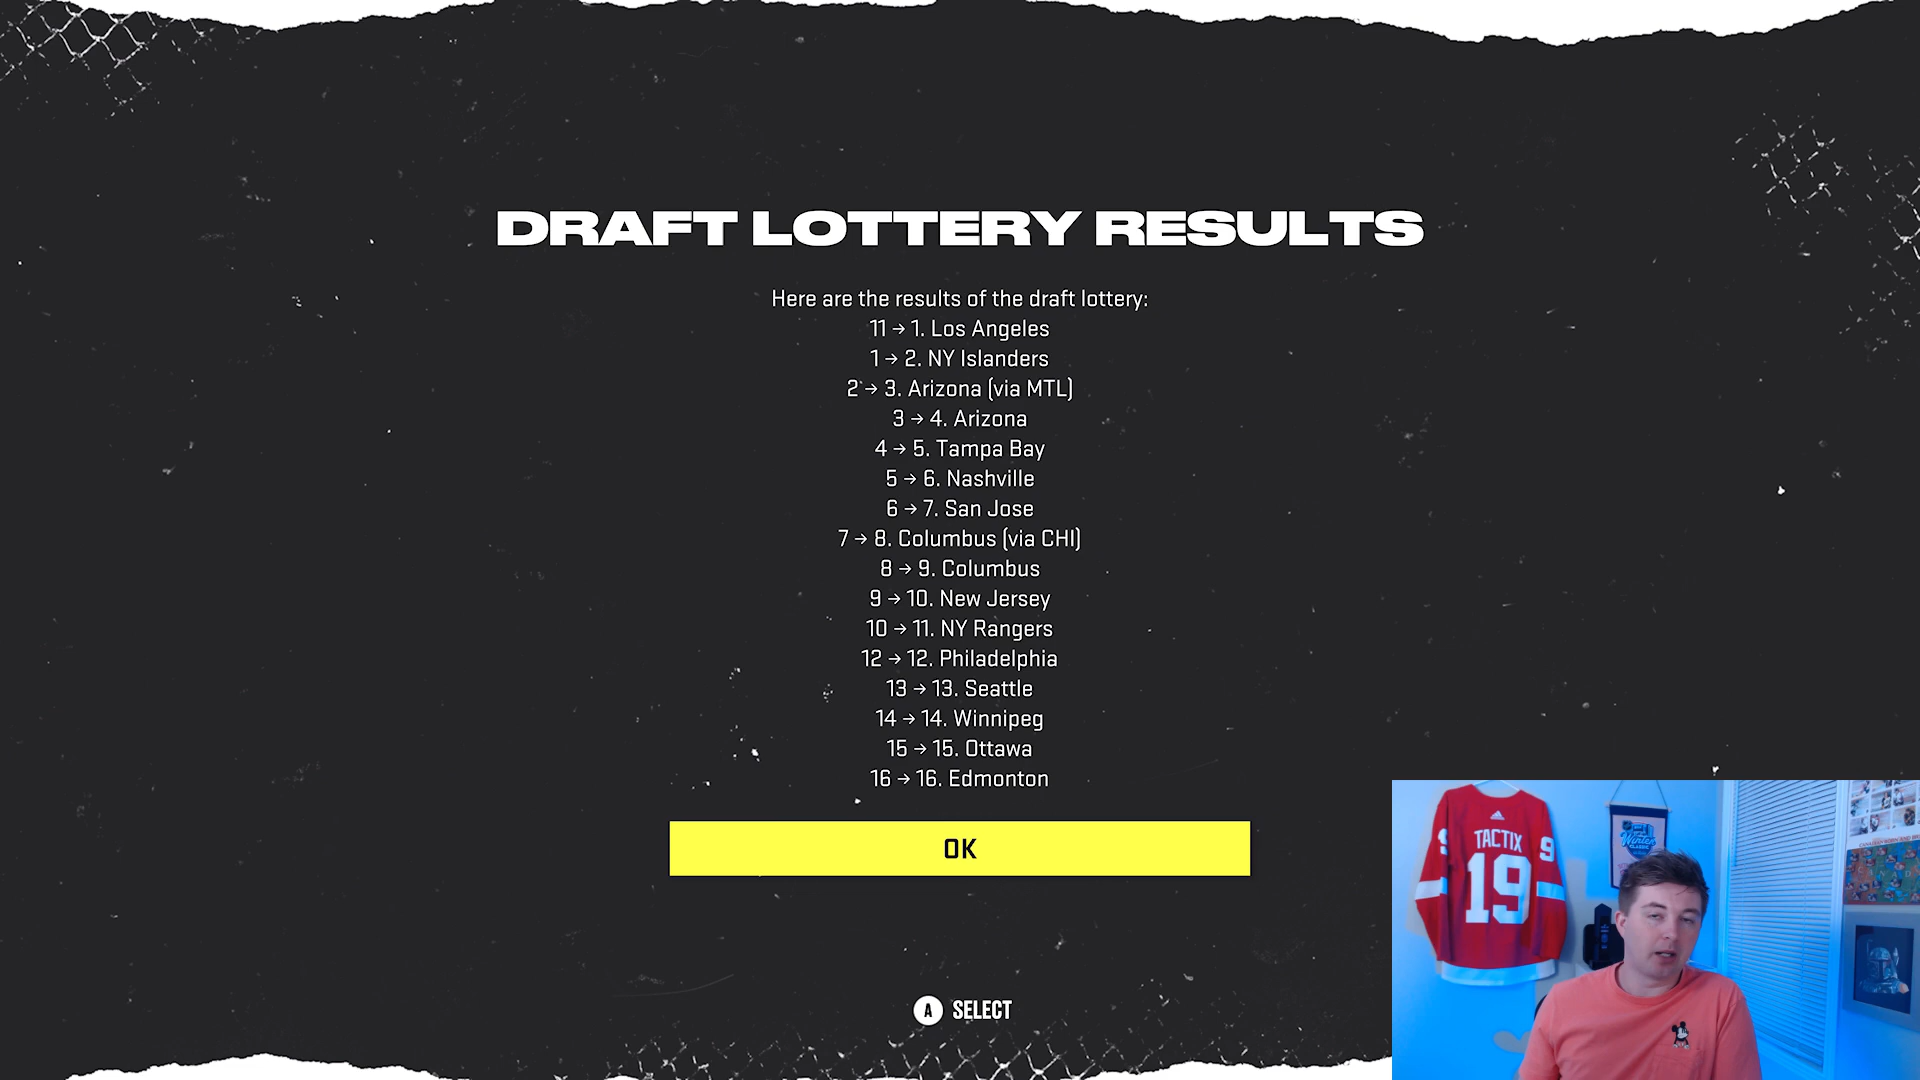 DRAFT LOTTERY RESULTS
Here are the results of the draft lottery:
11 → 1. Los Angeles
1 → 2. NY Islanders
2 → 3. Arizona (via MTL)
3 → 4. Arizona
4 → 5. Tampa Bay
5 → 6. Nashville
6 → 7. San Jose
7 → 8. Columbus (via CHI)
8 → 9. Columbus
9 → 10. New Jersey
10 → 11. NY Rangers
12 → 12. Philadelphia
13 → 13. Seattle
14 → 14. Winnipeg
15 → 15. Ottawa
16 → 16. Edmonton
OK
A SELECT
TACTIX
19
9
Winter
CLASSIC